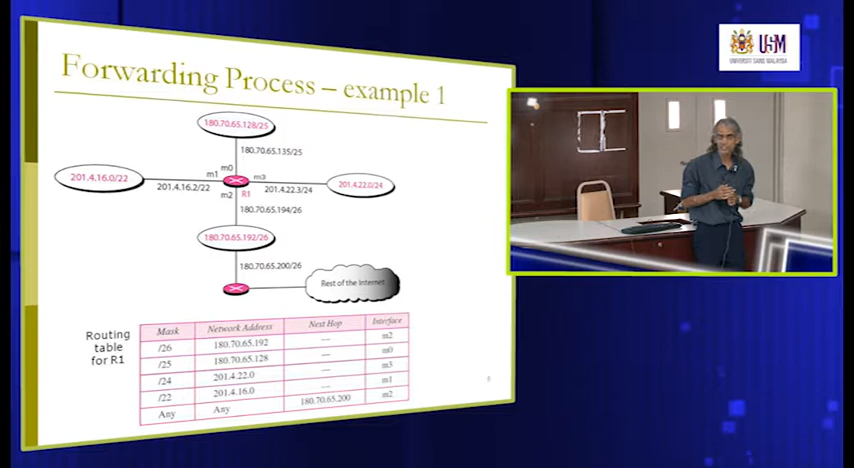 USM
UNIVERSITI SAINS MALAYSIA
Forwarding Process – example 1
180.70.65.128/25
180.70.65.135/25
m0
m1
m3
201.4.16.0/22
201.4.16.2/22
201.4.22.3/24
201.4.22.0/24
m2
R1
180.70.65.194/26
180.70.65.192/26
180.70.65.200/26
Rest of the Internet
Routing
table
for R1
Mask Network Address Next Hop Interface
/26 180.70.65.192 — m2
/25 180.70.65.128 — m0
/24 201.4.22.0 — m3
/22 201.4.16.0 — m1
Any Any 180.70.65.200 m2